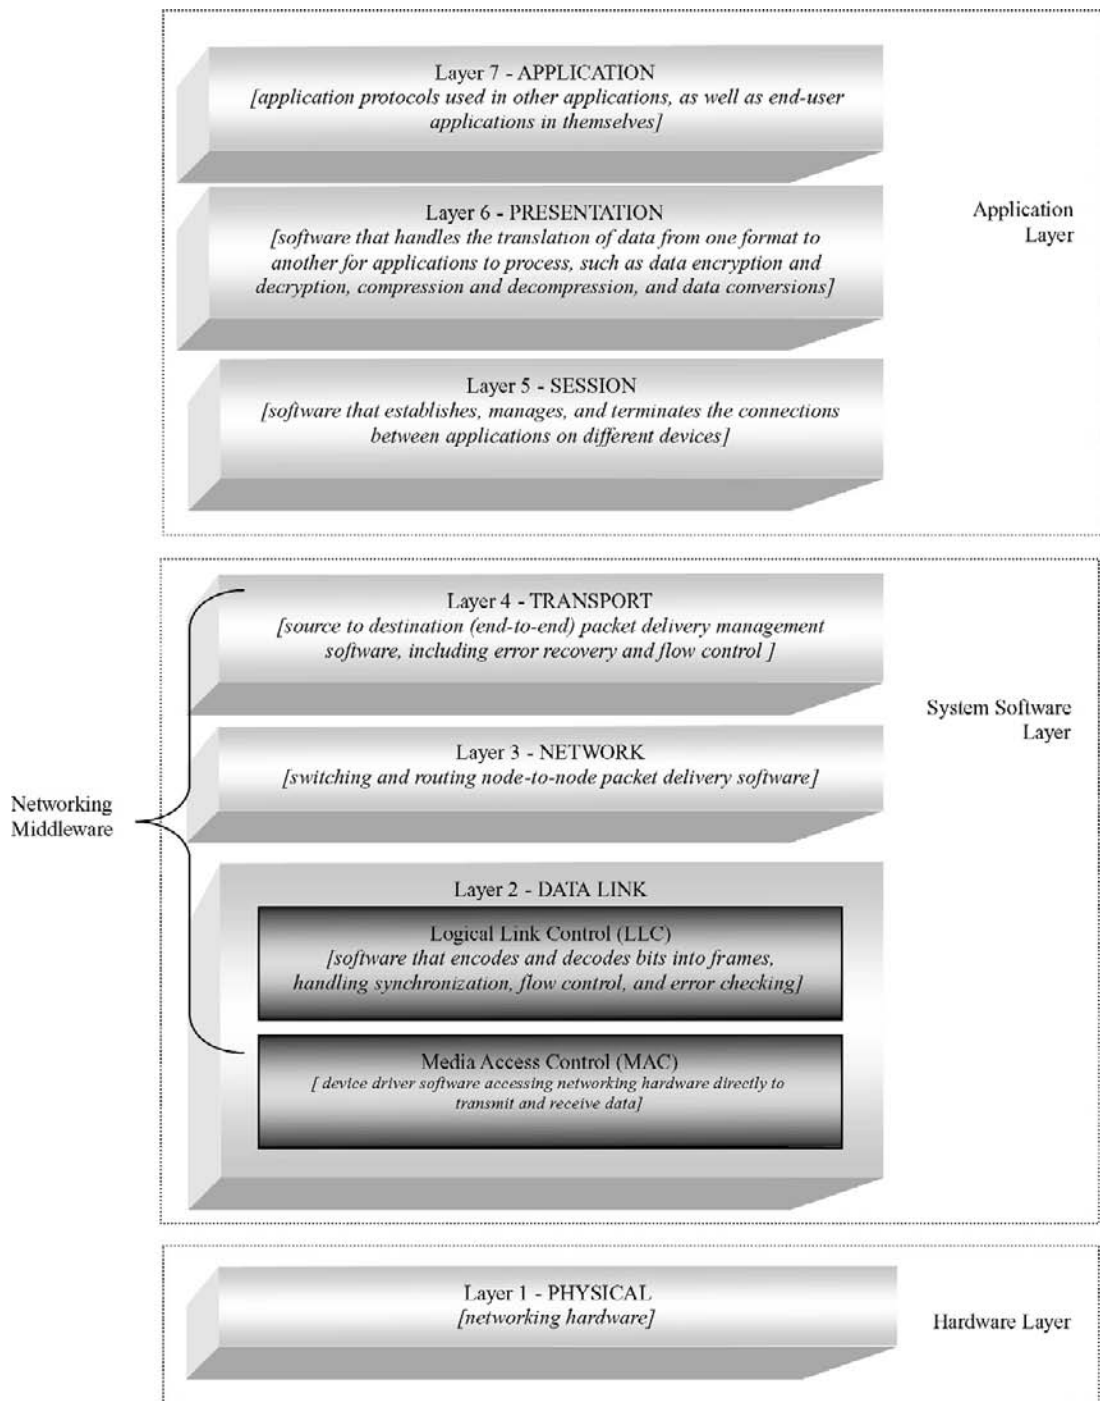 Layer 7 - APPLICATION
[application protocols used in other applications, as well as end-user
applications in themselves]
Layer 6 - PRESENTATION
[software that handles the translation of data from one format to
another for applications to process, such as data encryption and
decryption, compression and decompression, and data conversions]
Application
Layer
Layer 5 - SESSION
[software that establishes, manages, and terminates the connections
between applications on different devices]
Layer 4 - TRANSPORT
[source to destination (end-to-end) packet delivery management
software, including error recovery and flow control ]
System Software
Layer
Layer 3 - NETWORK
[switching and routing node-to-node packet delivery software]
Networking
Middleware
Layer 2 - DATA LINK
Logical Link Control (LLC)
[software that encodes and decodes bits into frames,
handling synchronization, flow control, and error checking]
Media Access Control (MAC)
[ device driver software accessing networking hardware directly to
transmit and receive data]
Layer 1 - PHYSICAL
[networking hardware]
Hardware Layer